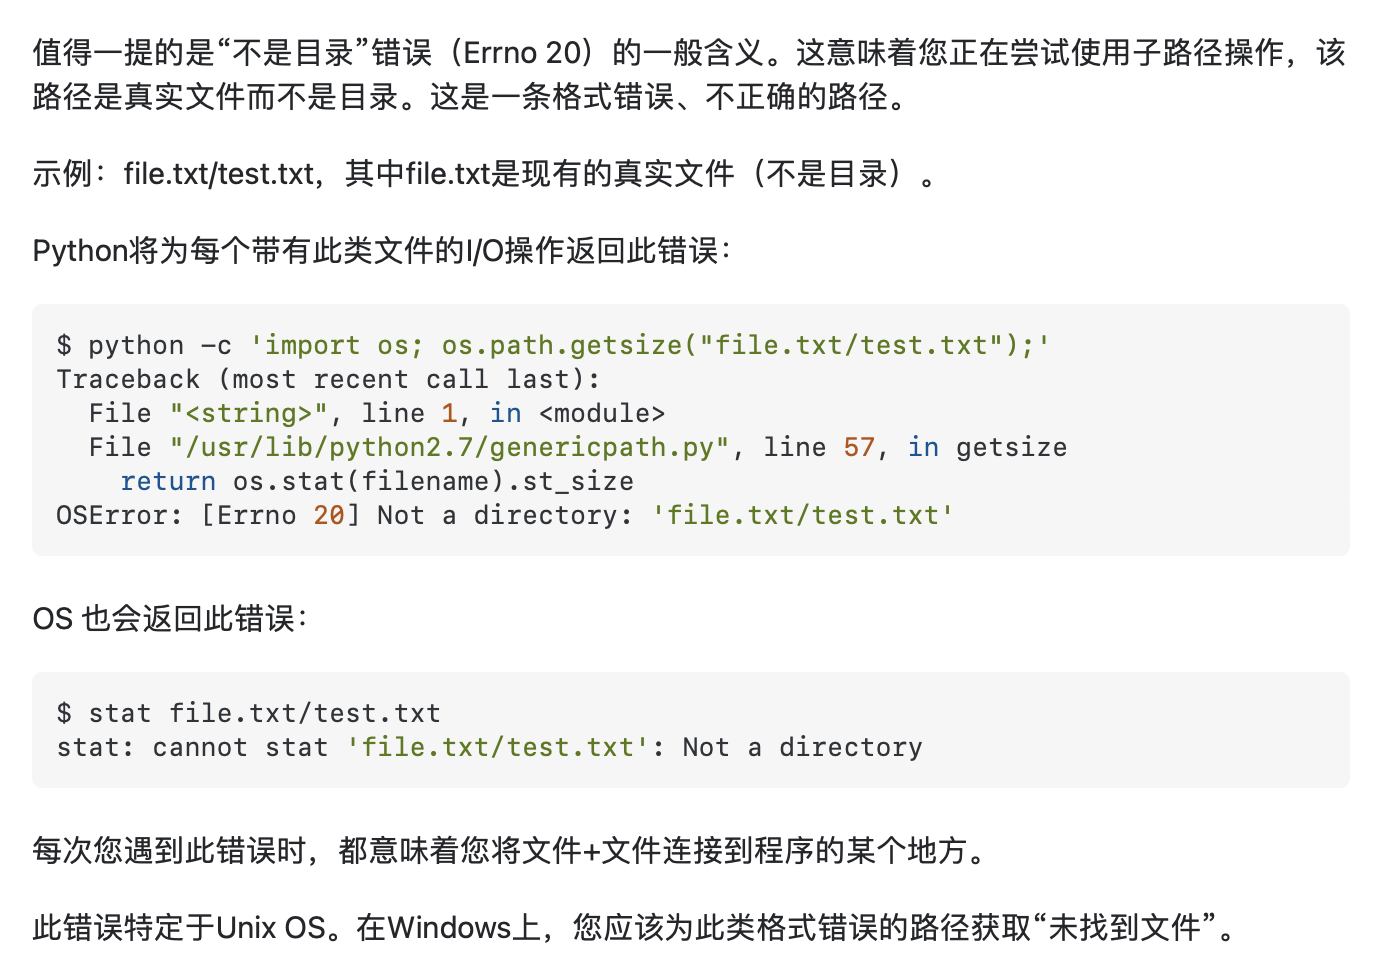 值得一提的是“不是目录”错误（Errno 20）的一般含义。这意味着您正在尝试使用子路径操作，该
路径是真实文件而不是目录。这是一条格式错误、不正确的路径。
示例：file.txt/test.txt，其中file.txt是现有的真实文件（不是目录）。
Python将为每个带有此类文件的I/O操作返回此错误：
$ python -c 'import os; os.path.getsize("file.txt/test.txt");'
Traceback (most recent call last):
  File "<string>", line 1, in <module>
  File "/usr/lib/python2.7/genericpath.py", line 57, in getsize
    return os.stat(filename).st_size
OSError: [Errno 20] Not a directory: 'file.txt/test.txt'
OS 也会返回此错误：
$ stat file.txt/test.txt
stat: cannot stat 'file.txt/test.txt': Not a directory
每次您遇到此错误时，都意味着您将文件+文件连接到程序的某个地方。
此错误特定于Unix OS。在Windows上，您应该为此类格式错误的路径获取“未找到文件”。